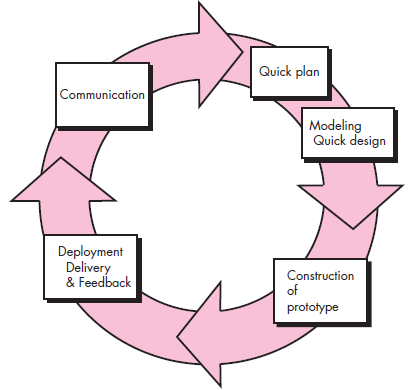 Communication
Quick plan
Modeling
Quick design
Construction
of
prototype
Deployment
Delivery
& Feedback